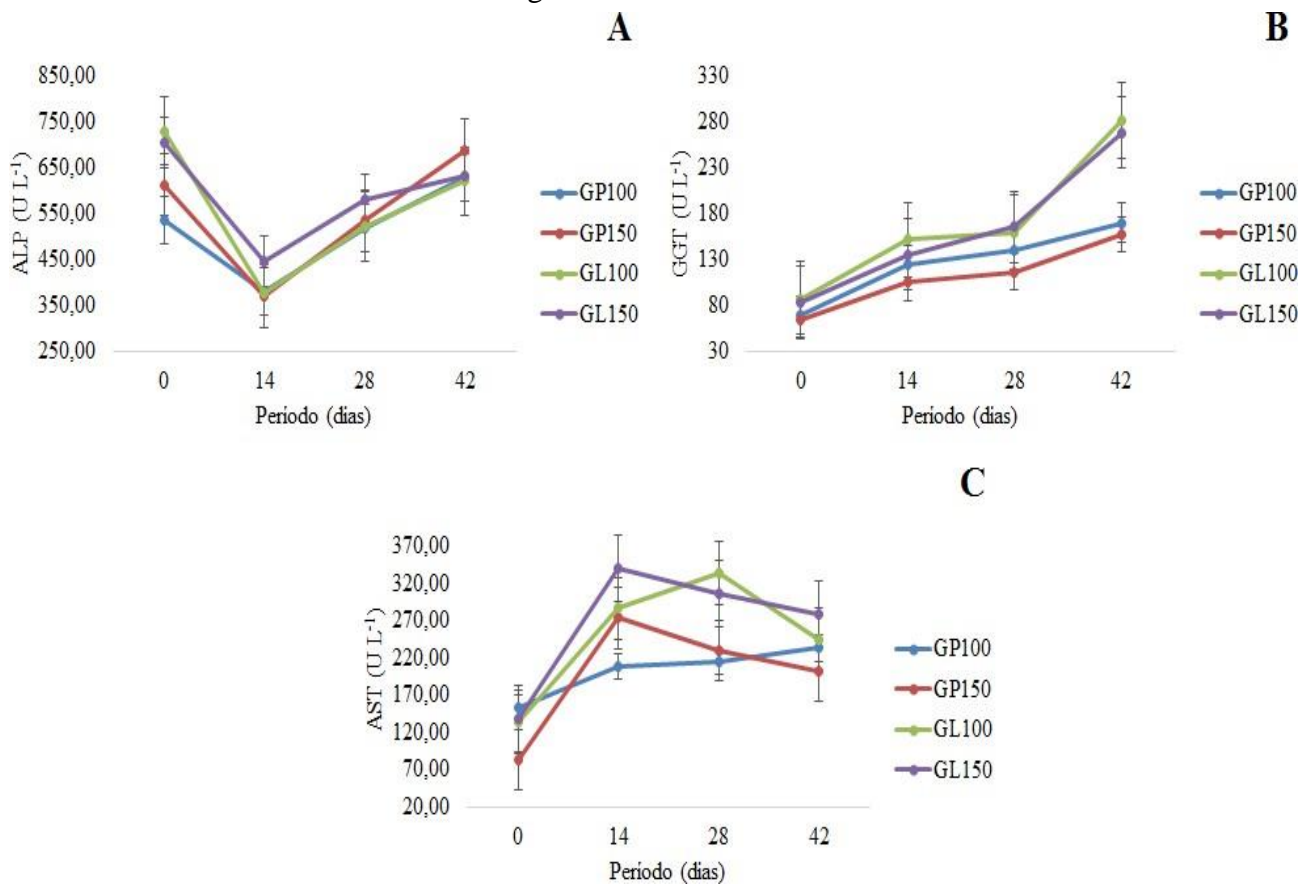 A
850,00
750,00
650,00
550,00
450,00
350,00
250,00
ALP (U L-1)
0 14 28 42
Período (dias)
GP100
GP150
GL100
GL150
B
330
280
230
180
130
80
30
GGT (U L-1)
0 14 28 42
Período (dias)
GP100
GP150
GL100
GL150
C
370,00
320,00
270,00
220,00
170,00
120,00
70,00
20,00
AST (U L-1)
0 14 28 42
Período (dias)
GP100
GP150
GL100
GL150